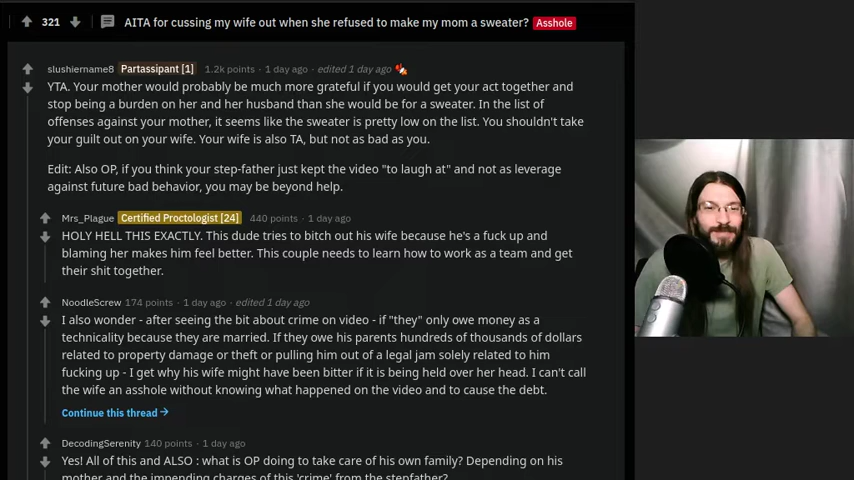 321 AITA for cussing my wife out when she refused to make my mom a sweater? Asshole
slushiername8 Partassipant [1] 1.2k points · 1 day ago · edited 1 day ago
YTA. Your mother would probably be much more grateful if you would get your act together and
stop being a burden on her and her husband than she would be for a sweater. In the list of
offenses against your mother, it seems like the sweater is pretty low on the list. You shouldn't take
your guilt out on your wife. Your wife is also TA, but not as bad as you.
Edit: Also OP, if you think your step-father just kept the video "to laugh at" and not as leverage
against future bad behavior, you may be beyond help.
Mrs_Plague Certified Proctologist [24] 440 points · 1 day ago
HOLY HELL THIS EXACTLY. This dude tries to bitch out his wife because he's a fuck up and
blaming her makes him feel better. This couple needs to learn how to work as a team and get
their shit together.
NoodleScrew 174 points · 1 day ago · edited 1 day ago
I also wonder - after seeing the bit about crime on video - if "they" only owe money as a
technicality because they are married. If they owe his parents hundreds of thousands of dollars
related to property damage or theft or pulling him out of a legal jam solely related to him
fucking up - I get why his wife might have been bitter if it is being held over her head. I can't call
the wife an asshole without knowing what happened on the video and to cause the debt.
Continue this thread →
DecodingSerenity 140 points · 1 day ago
Yes! All of this and ALSO : what is OP doing to take care of his own family? Depending on his
mother and the impending charges of this 'crime' from the stepfather?